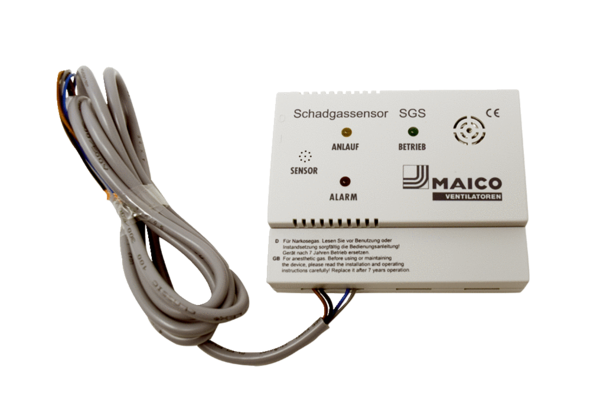 Schadgassensor SGS
CE
ANLAUF
BETRIEB
SENSOR
ALARM
MAICO
VENTILATOREN
D Für Narkosegas. Lesen Sie vor Benutzung oder
Instandsetzung sorgfältig die Bedienungsanleitung!
Gerät nach 7 Jahren Betrieb ersetzen.
GB For anesthetic gas. Before using or maintaining
the device, please read the installation and operating
instructions carefully! Replace it after 7 years operation.